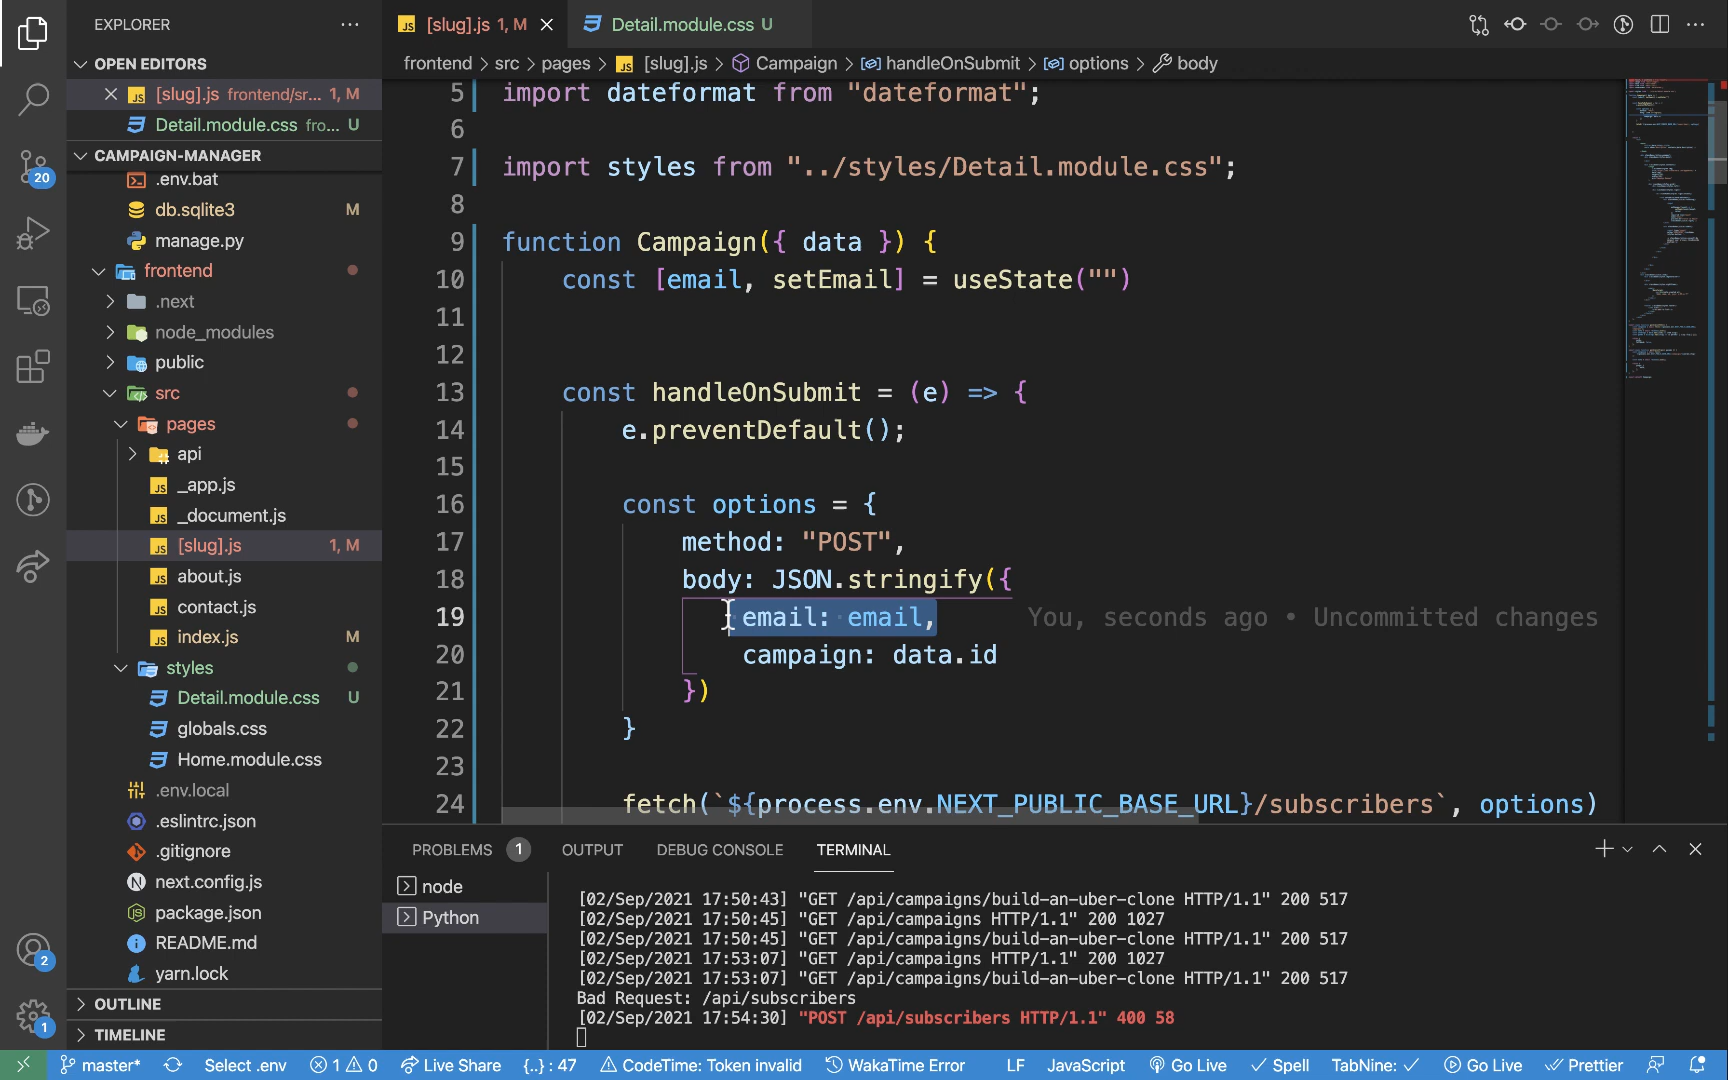 EXPLORER
OPEN EDITORS
[slug].js frontend/sr... 1, M
Detail.module.css fro... U
CAMPAIGN-MANAGER
.env.bat
db.sqlite3 M
manage.py
frontend
.next
node_modules
public
src
pages
api
_app.js
_document.js
[slug].js 1, M
about.js
contact.js
index.js M
styles
Detail.module.css U
globals.css
Home.module.css
.env.local
.eslintrc.json
.gitignore
next.config.js
package.json
README.md
yarn.lock
OUTLINE
TIMELINE
20
2
1
[slug].js 1, M
Detail.module.css U
frontend > src > pages > [slug].js > Campaign > handleOnSubmit > options > body
5 import dateformat from "dateformat";
6
7 import styles from "../styles/Detail.module.css";
8
9 function Campaign({ data }) {
10 const [email, setEmail] = useState("")
11
12
13 const handleOnSubmit = (e) => {
14 e.preventDefault();
15
16 const options = {
17 method: "POST",
18 body: JSON.stringify({
19 email: email, You, seconds ago • Uncommitted changes
20 campaign: data.id
21 })
22 }
23
24 fetch(`${process.env.NEXT_PUBLIC_BASE_URL}/subscribers`, options)
PROBLEMS 1 OUTPUT DEBUG CONSOLE TERMINAL
node
Python
[02/Sep/2021 17:50:43] "GET /api/campaigns/build-an-uber-clone HTTP/1.1" 200 517
[02/Sep/2021 17:50:45] "GET /api/campaigns HTTP/1.1" 200 1027
[02/Sep/2021 17:50:45] "GET /api/campaigns/build-an-uber-clone HTTP/1.1" 200 517
[02/Sep/2021 17:53:07] "GET /api/campaigns HTTP/1.1" 200 1027
[02/Sep/2021 17:53:07] "GET /api/campaigns/build-an-uber-clone HTTP/1.1" 200 517
Bad Request: /api/subscribers
[02/Sep/2021 17:54:30] "POST /api/subscribers HTTP/1.1" 400 58
master* Select .env 1 0 Live Share {..} : 47 CodeTime: Token invalid WakaTime Error LF JavaScript Go Live Spell TabNine: Go Live Prettier